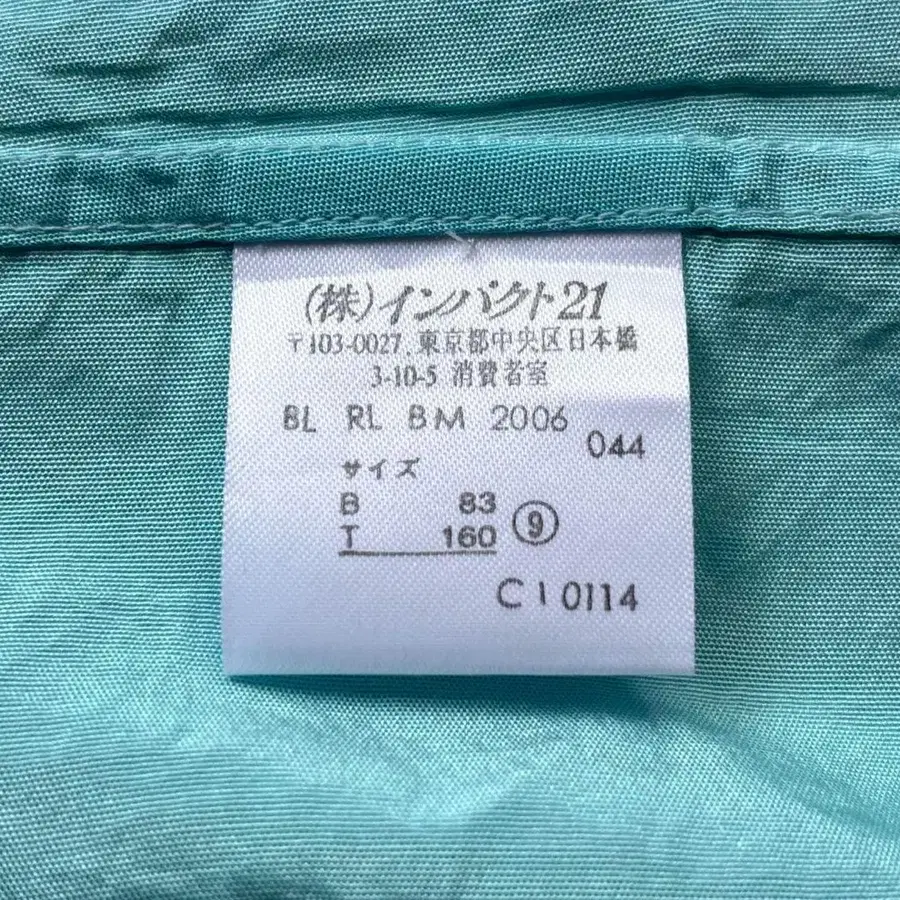 (株)インパクト21
〒103-0027, 東京都中央区日本橋
3-10-5 消費者室
BL RL BM 2006
044
サイズ
B 83
T 160 ⑨
C I 0114